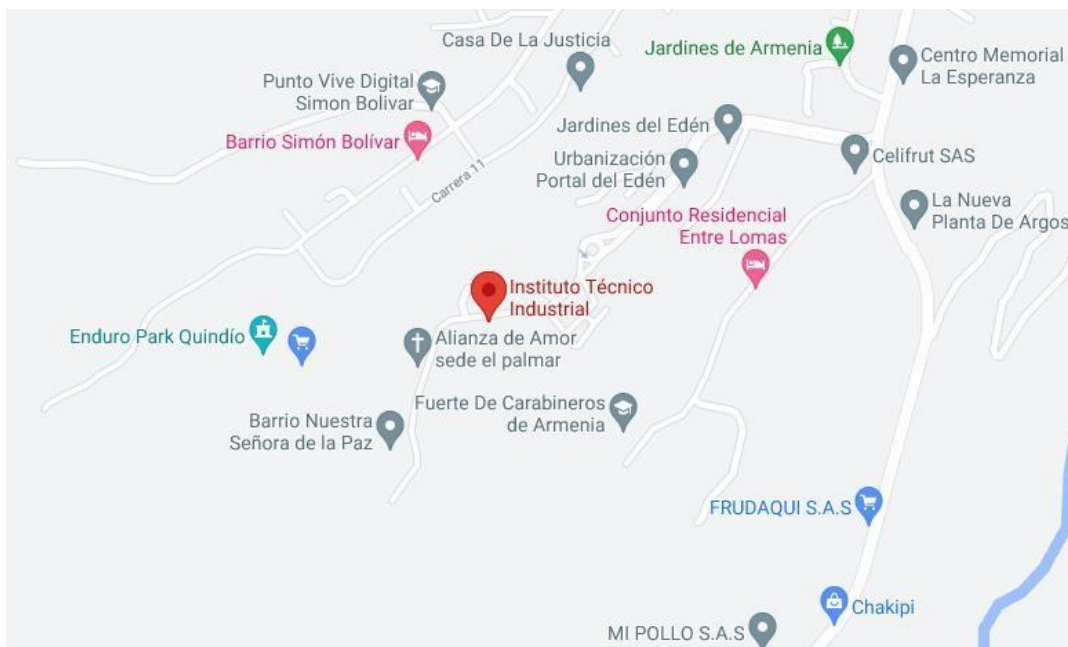 Casa De La Justicia
Jardines de Armenia
Centro Memorial
La Esperanza
Punto Vive Digital
Simon Bolivar
Barrio Simón Bolívar
Jardines del Edén
Celifrut SAS
Urbanización
Portal del Edén
Carrera 11
La Nueva
Planta De Argos
Conjunto Residencial
Entre Lomas
Instituto Técnico
Industrial
Enduro Park Quindío
Alianza de Amor
sede el palmar
Fuerte De Carabineros
de Armenia
Barrio Nuestra
Señora de la Paz
FRUDAQUI S.A.S
Chakipi
MI POLLO S.A.S